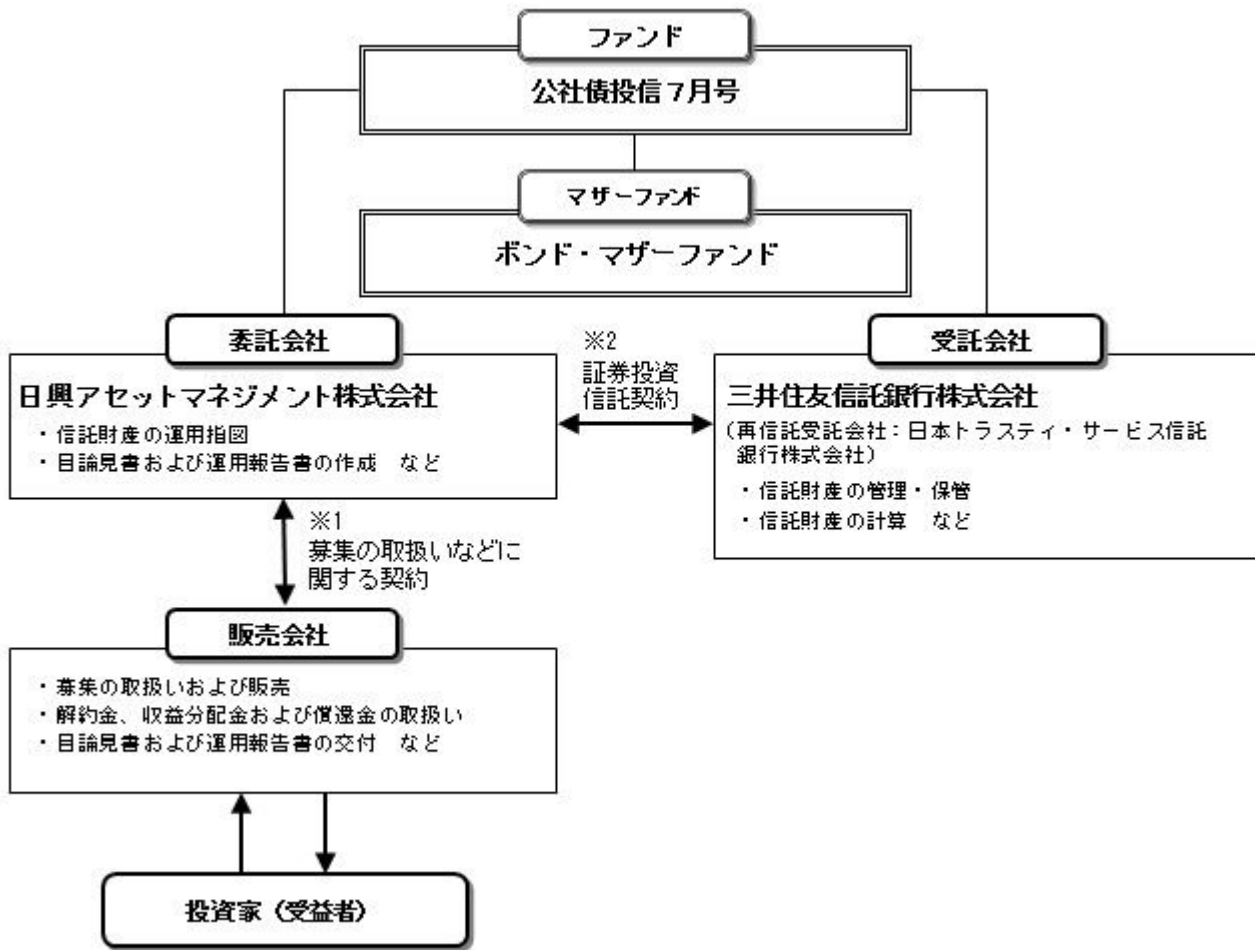 ファンド
公社債投信7月号
マザーファンド
ボンド・マザーファンド
委託会社
日興アセットマネジメント株式会社
・信託財産の運用指図
・目論見書および運用報告書の作成 など
※2
証券投資
信託契約
受託会社
三井住友信託銀行株式会社
(再信託受託会社:日本トラスティ・サービス信託
銀行株式会社)
・信託財産の管理・保管
・信託財産の計算 など
※1
募集の取扱いなどに
関する契約
販売会社
・募集の取扱いおよび販売
・解約金、収益分配金および償還金の取扱い
・目論見書および運用報告書の交付 など
投資家(受益者)